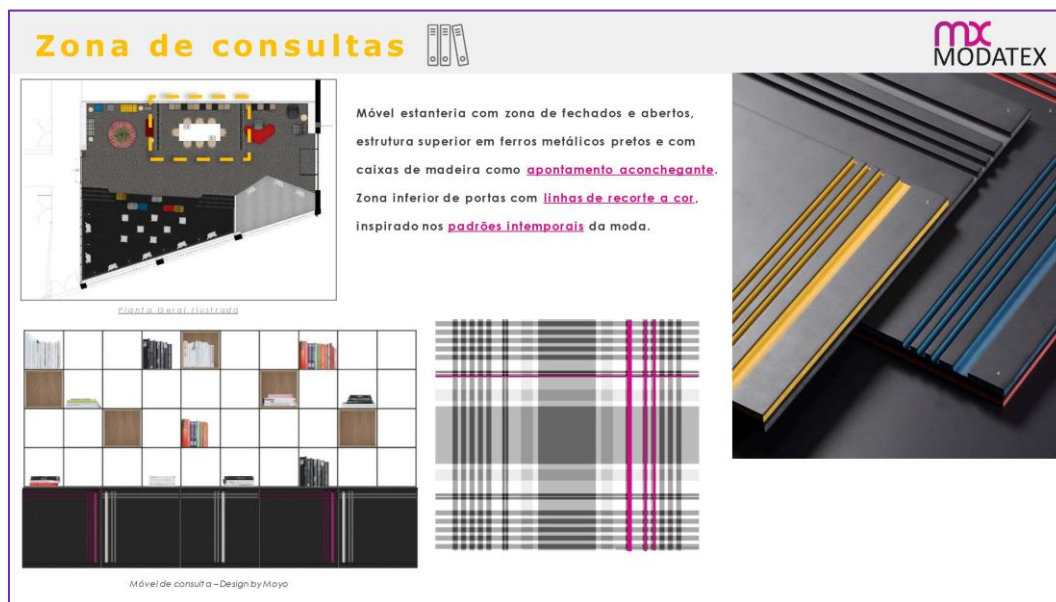 Zona de consultas
mx
MODATEX
Móvel estanteria com zona de fechados e abertos,
estrutura superior em ferros metálicos pretos e com
caixas de madeira como apontamento aconchegante.
Zona inferior de portas com linhas de recorte a cor,
inspirado nos padrões intemporais da moda.
Planta Geral Ilustrada
Móvel de consulta – Design by Moyo